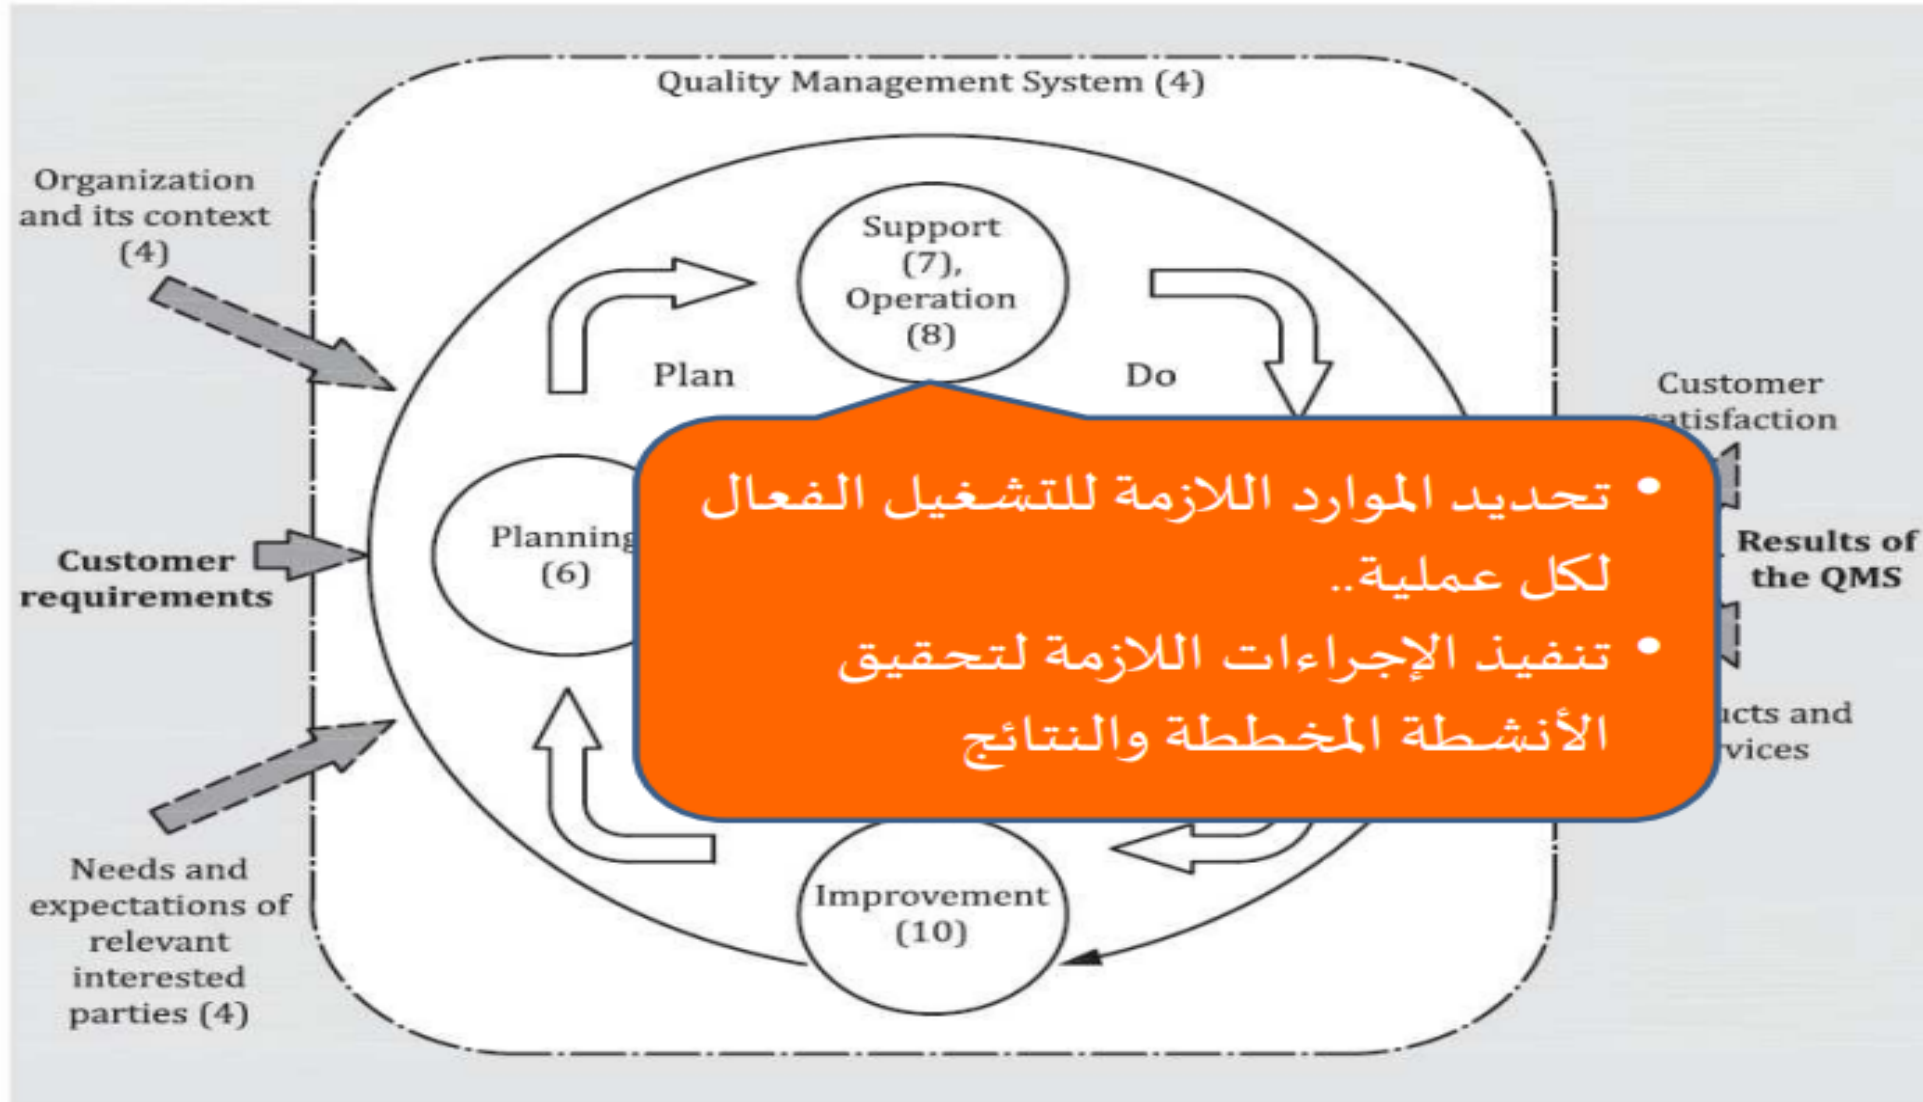 Quality Management System (4)
Organization
and its context
(4)
Support
(7),
Operation
(8)
Plan
Do
Customer
satisfaction
• تحديد الموارد اللازمة للتشغيل الفعال
لكل عملية..
• تنفيذ الإجراءات اللازمة لتحقيق
الأنشطة المخططة والنتائج
Planning
(6)
Customer
requirements
Results of
the QMS
and
Improvement
(10)
Needs and
expectations of
relevant
interested
parties (4)